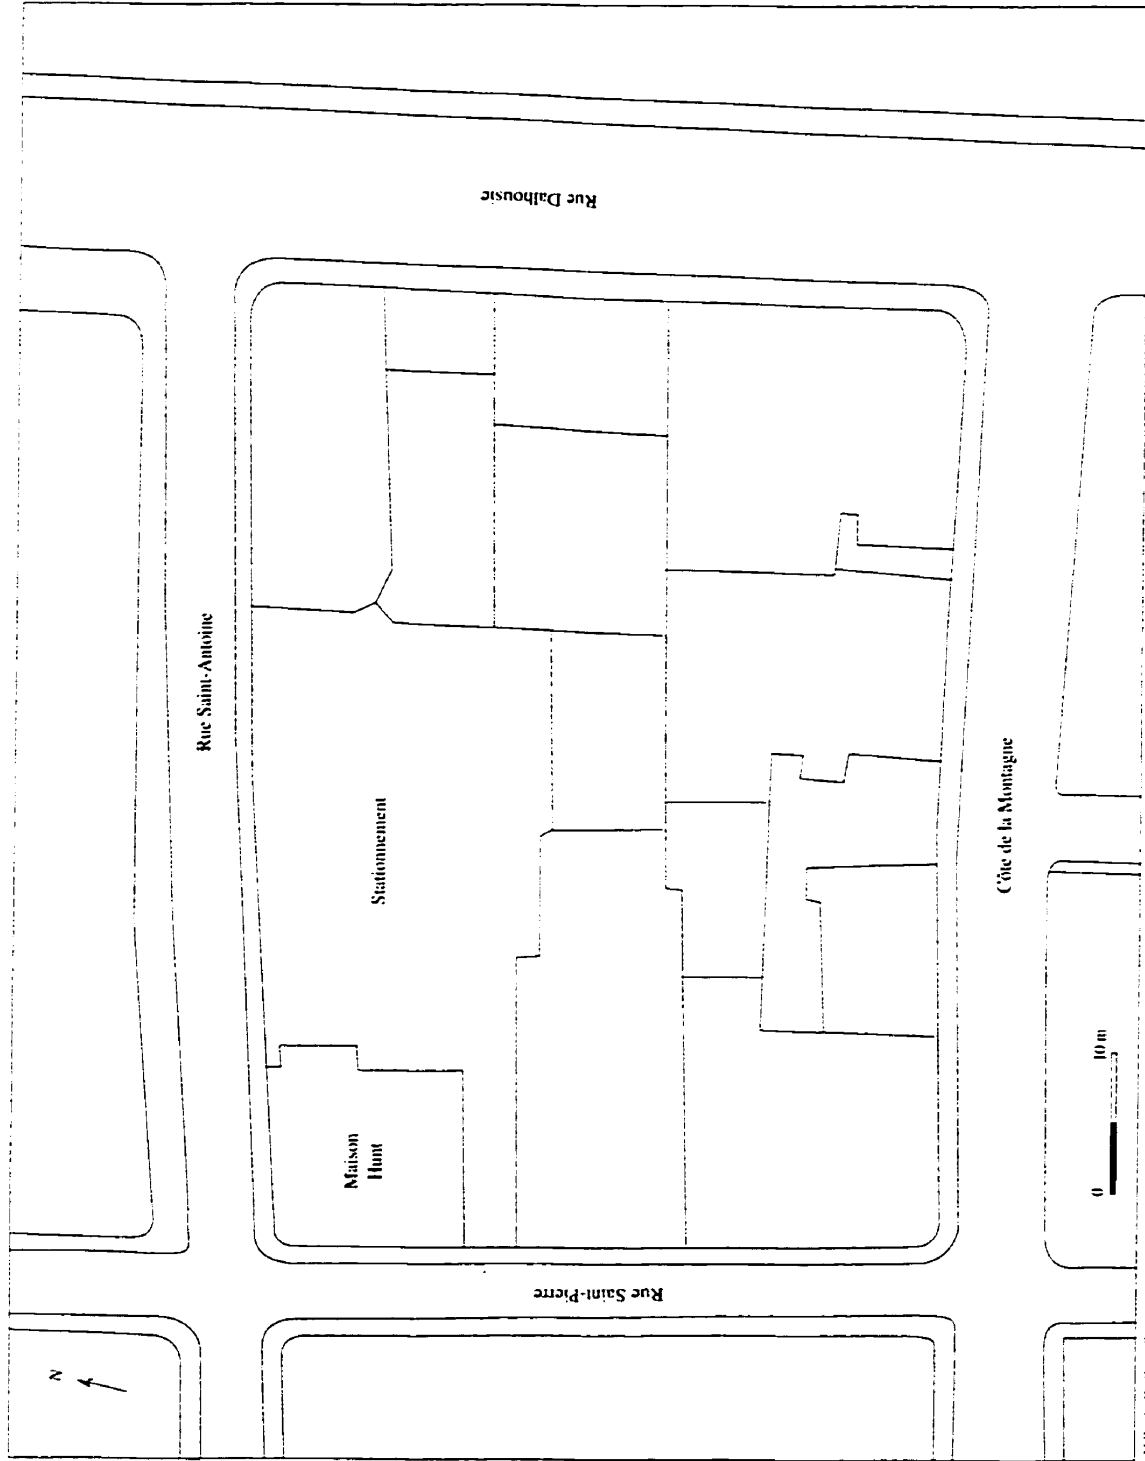 Rue Dalhousie
Rue Saint-Antoine
Stationnement
Côte de la Montagne
Maison
Hunt
0 10 m
Rue Saint-Pierre
N